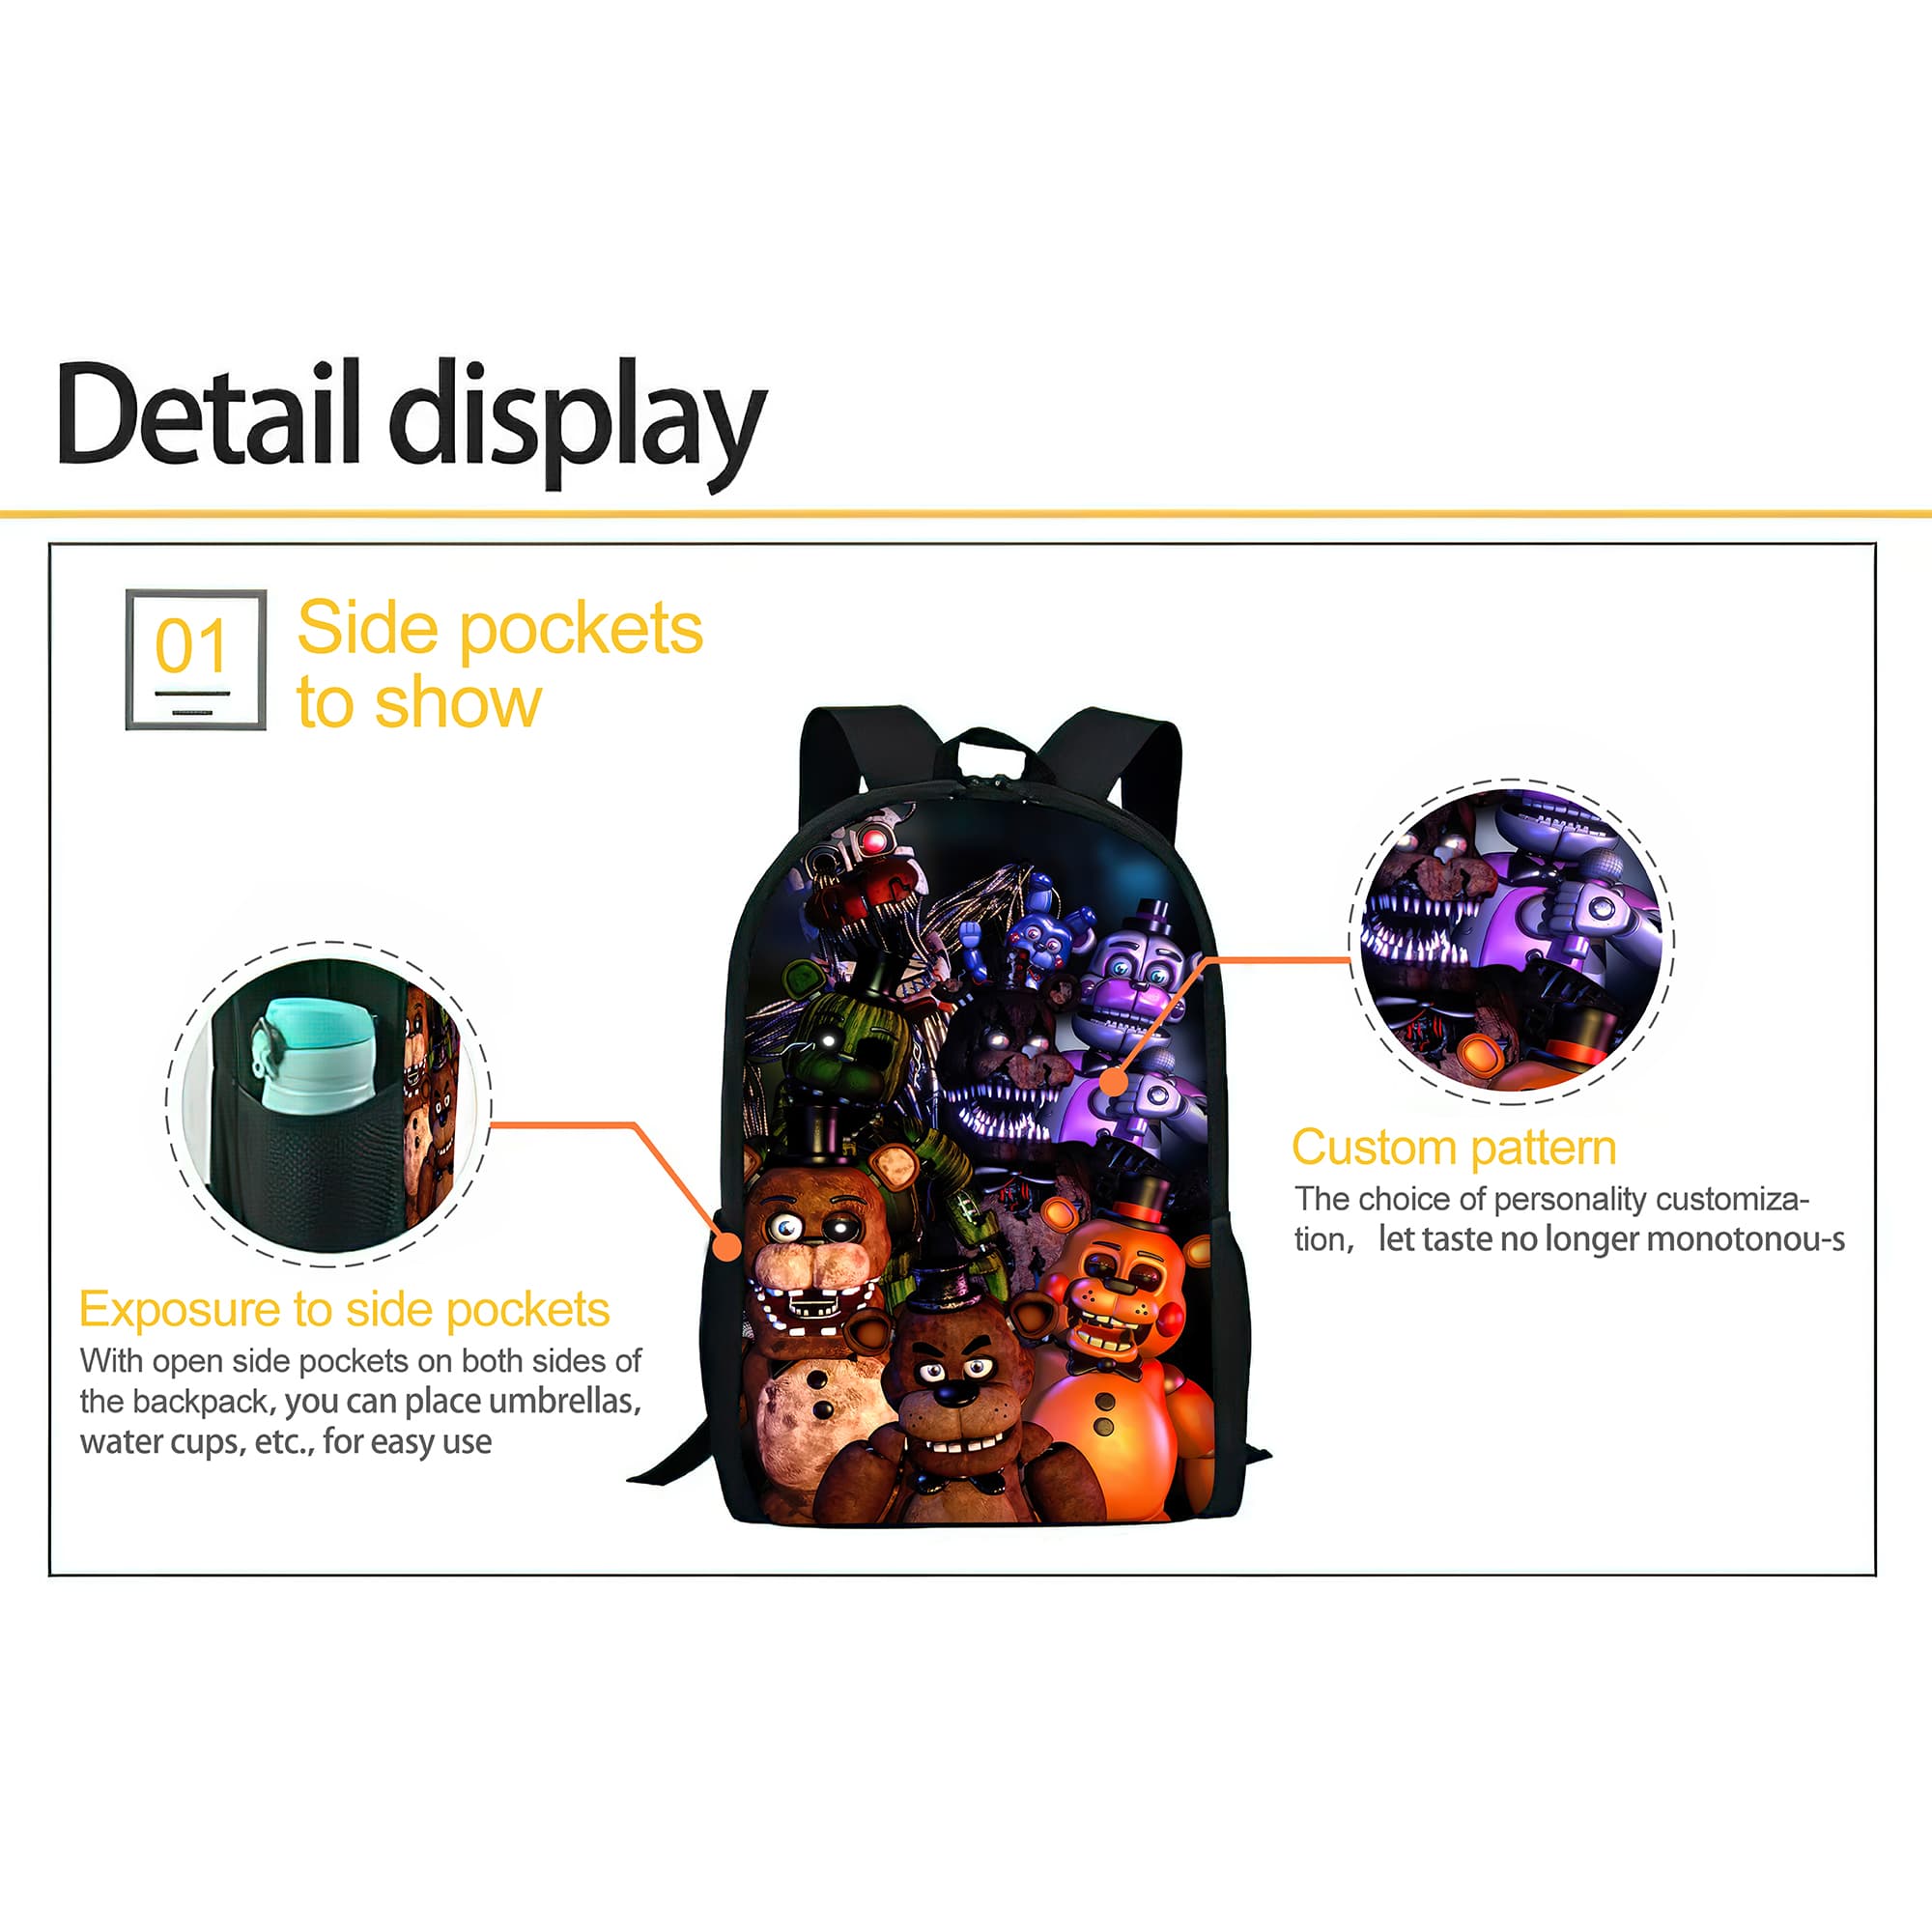 Detail display
01
Side pockets
to show
Custom pattern
The choice of personality customiza-
tion, let taste no longer monotonou-s
Exposure to side pockets
With open side pockets on both sides of
the backpack, you can place umbrellas,
water cups, etc., for easy use